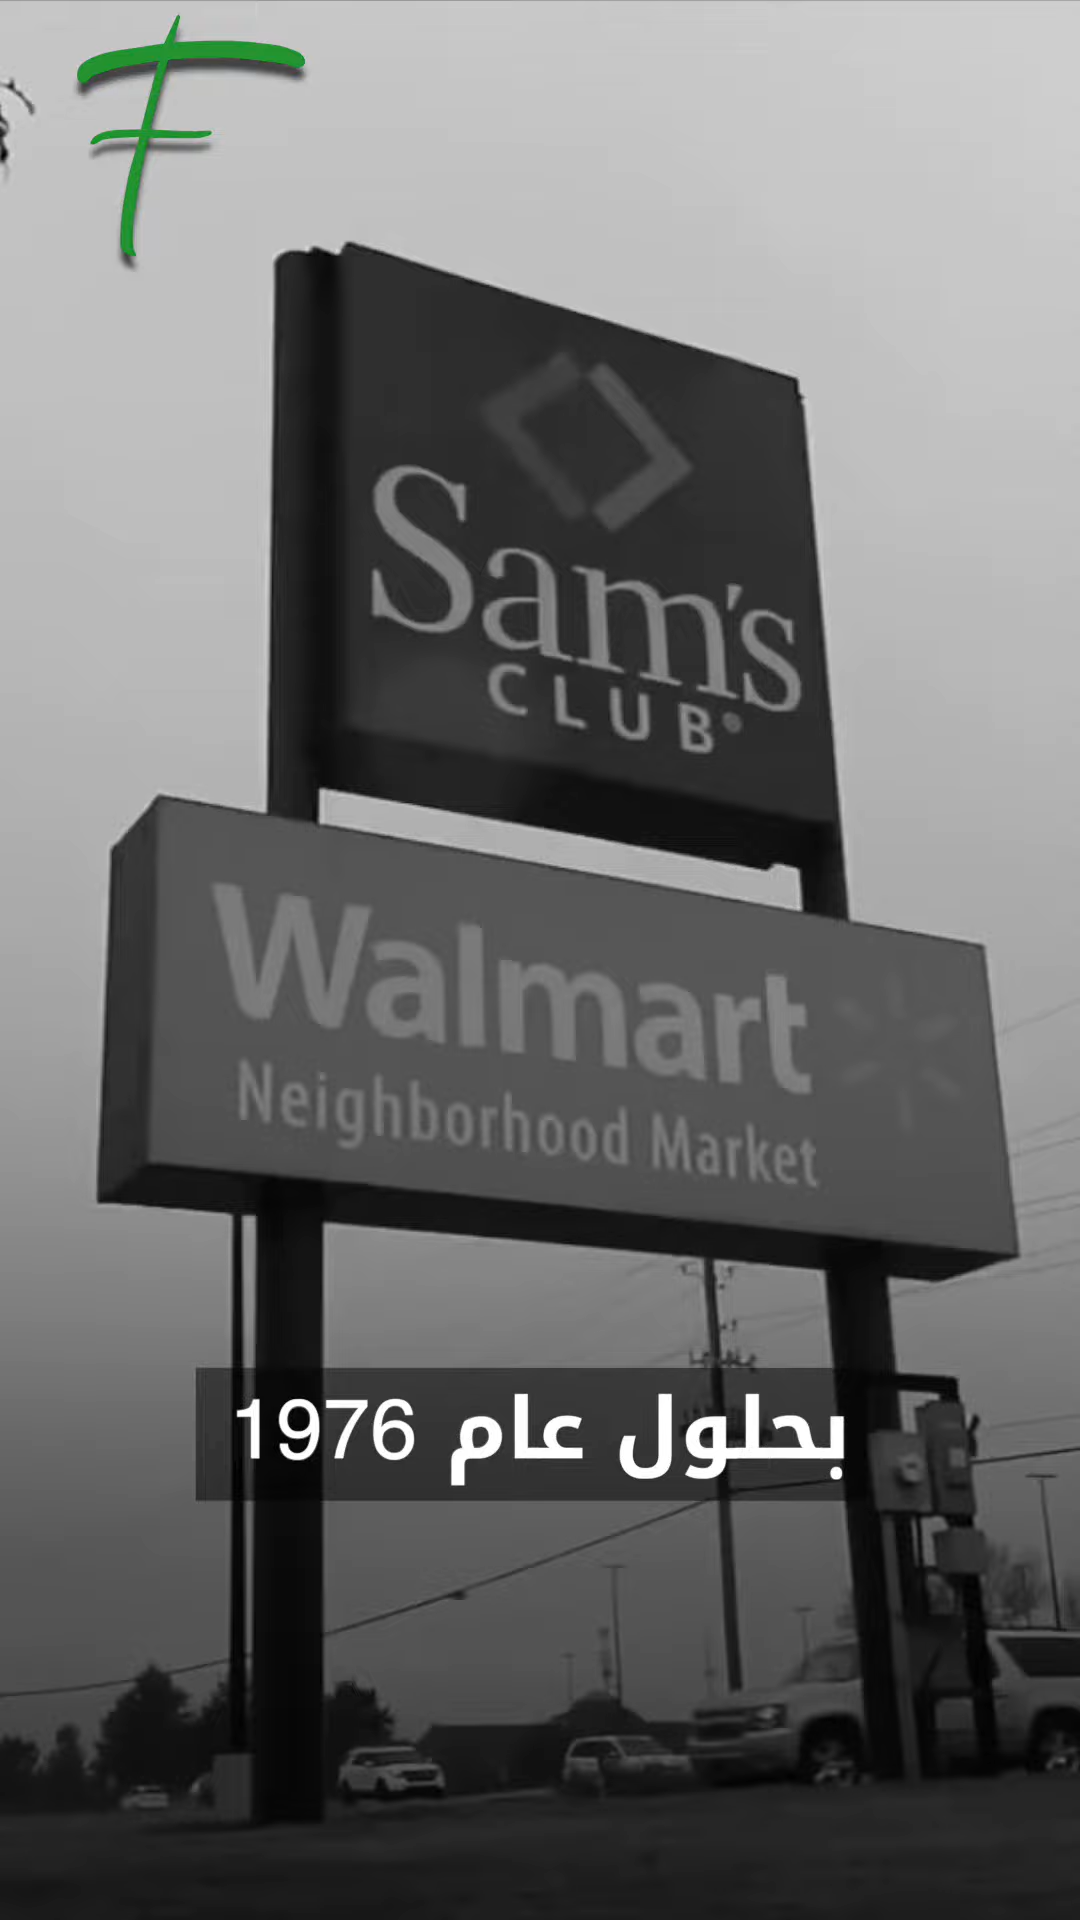 F
Sam's
CLUB®
Walmart
Neighborhood Market
بحلول عام 1976